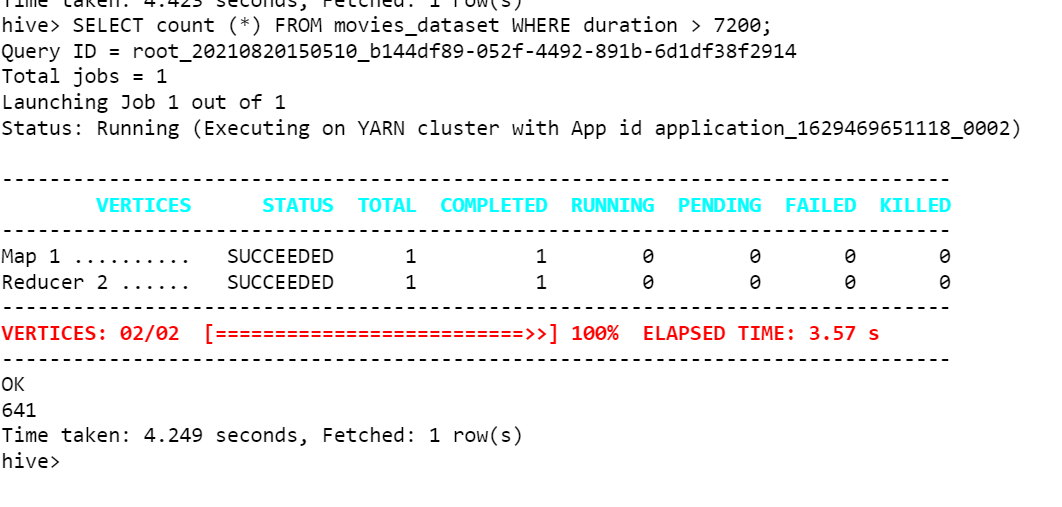 Time taken: 4.423 seconds, Fetched: 1 row(s)
hive> SELECT count (*) FROM movies_dataset WHERE duration > 7200;
Query ID = root_20210820150510_b144df89-052f-4492-891b-6d1df38f2914
Total jobs = 1
Launching Job 1 out of 1
Status: Running (Executing on YARN cluster with App id application_1629469651118_0002)
--------------------------------------------------------------------------------
VERTICES STATUS TOTAL COMPLETED RUNNING PENDING FAILED KILLED
--------------------------------------------------------------------------------
Map 1 .......... SUCCEEDED 1 1 0 0 0 0
Reducer 2 ...... SUCCEEDED 1 1 0 0 0 0
--------------------------------------------------------------------------------
VERTICES: 02/02 [==========================>>] 100% ELAPSED TIME: 3.57 s
--------------------------------------------------------------------------------
OK
641
Time taken: 4.249 seconds, Fetched: 1 row(s)
hive>